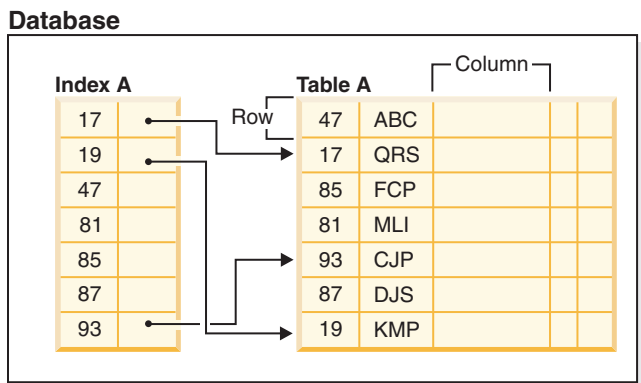 Database
Column
Index A
Table A
Row
17
47 ABC
19
17 QRS
47
85 FCP
81
81 MLI
85
93 CJP
87
87 DJS
93
19 KMP